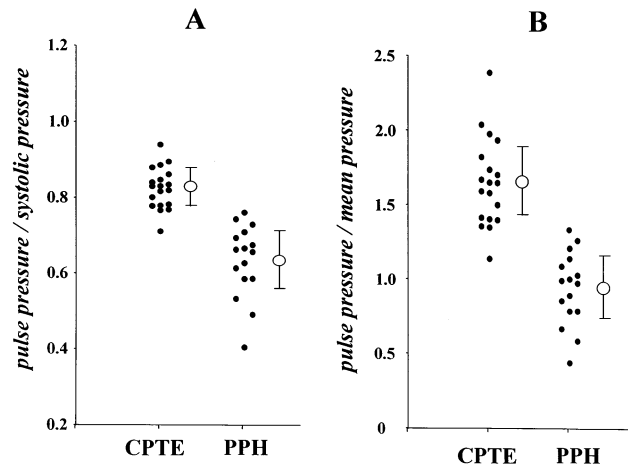 A
pulse pressure / systolic pressure
1.2
1.0
0.8
0.6
0.4
0.2
CPTE PPH
B
pulse pressure / mean pressure
2.5
2.0
1.5
1.0
0.5
0
CPTE PPH